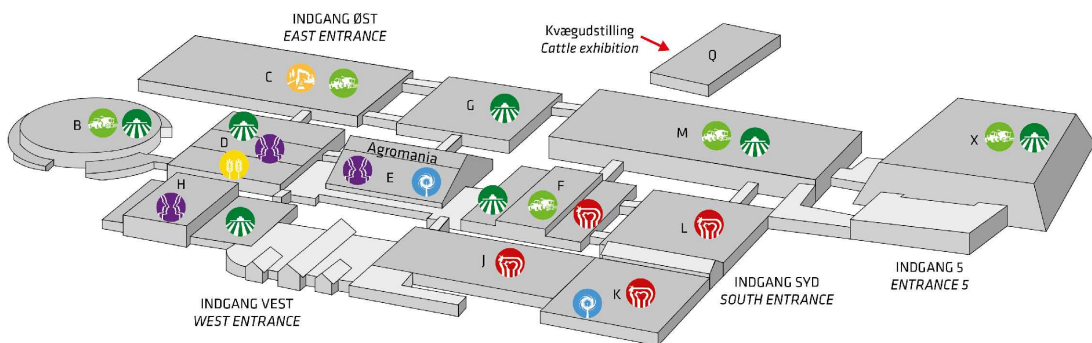 INDGANG ØST
EAST ENTRANCE
Kvægudstilling
Cattle exhibition
Q
C
G
B
M
X
D
Agromania
E
H
F
L
J
K
INDGANG VEST
WEST ENTRANCE
INDGANG SYD
SOUTH ENTRANCE
INDGANG 5
ENTRANCE 5